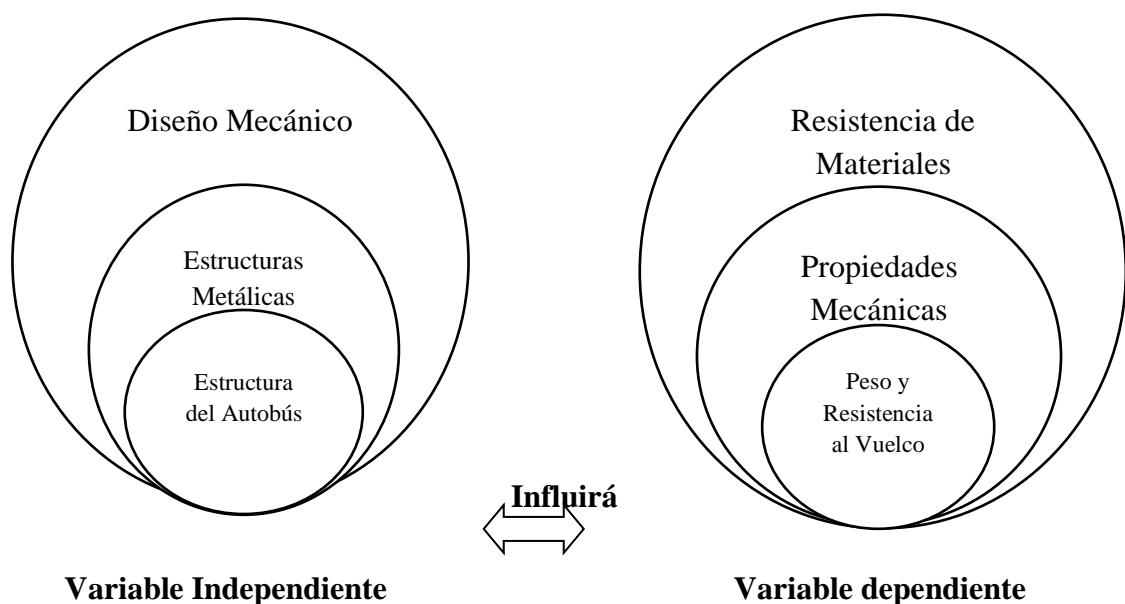 Diseño Mecánico
Estructuras
Metálicas
Estructura
del Autobús
Resistencia de
Materiales
Propiedades
Mecánicas
Peso y
Resistencia
al Vuelco
Influirá
Variable Independiente
Variable dependiente